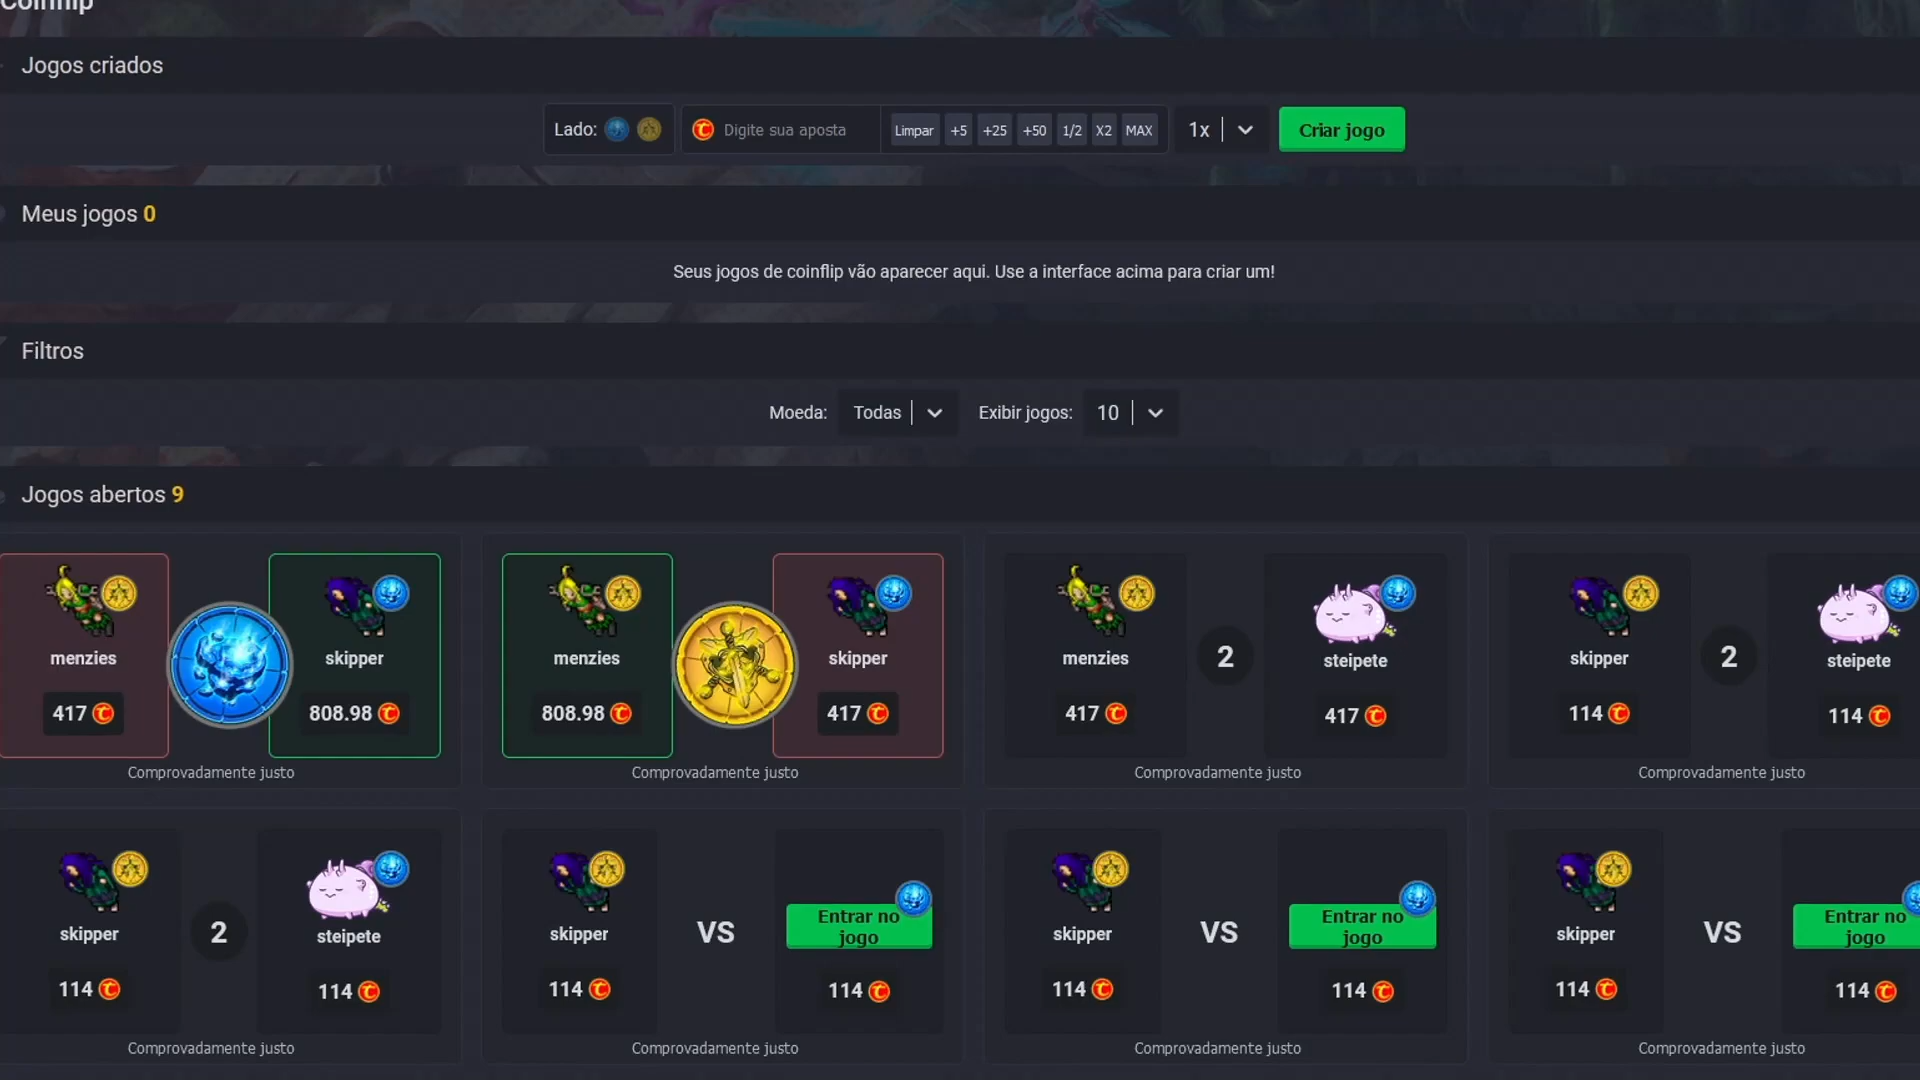 Coinflip
Jogos criados
Lado:
Digite sua aposta
Limpar +5 +25 +50 1/2 X2 MAX
1x
Criar jogo
Meus jogos 0
Seus jogos de coinflip vão aparecer aqui. Use a interface acima para criar um!
Filtros
Moeda: Todas Exibir jogos: 10
Jogos abertos 9
menzies skipper
417 808.98
Comprovadamente justo
menzies skipper
808.98 417
Comprovadamente justo
menzies 2 steipete
417 417
Comprovadamente justo
skipper 2 steipete
114 114
Comprovadamente justo
skipper 2 steipete
114 114
Comprovadamente justo
skipper VS Entrar no
jogo
114 114
Comprovadamente justo
skipper VS Entrar no
jogo
114 114
Comprovadamente justo
skipper VS Entrar no
jogo
114 114
Comprovadamente justo